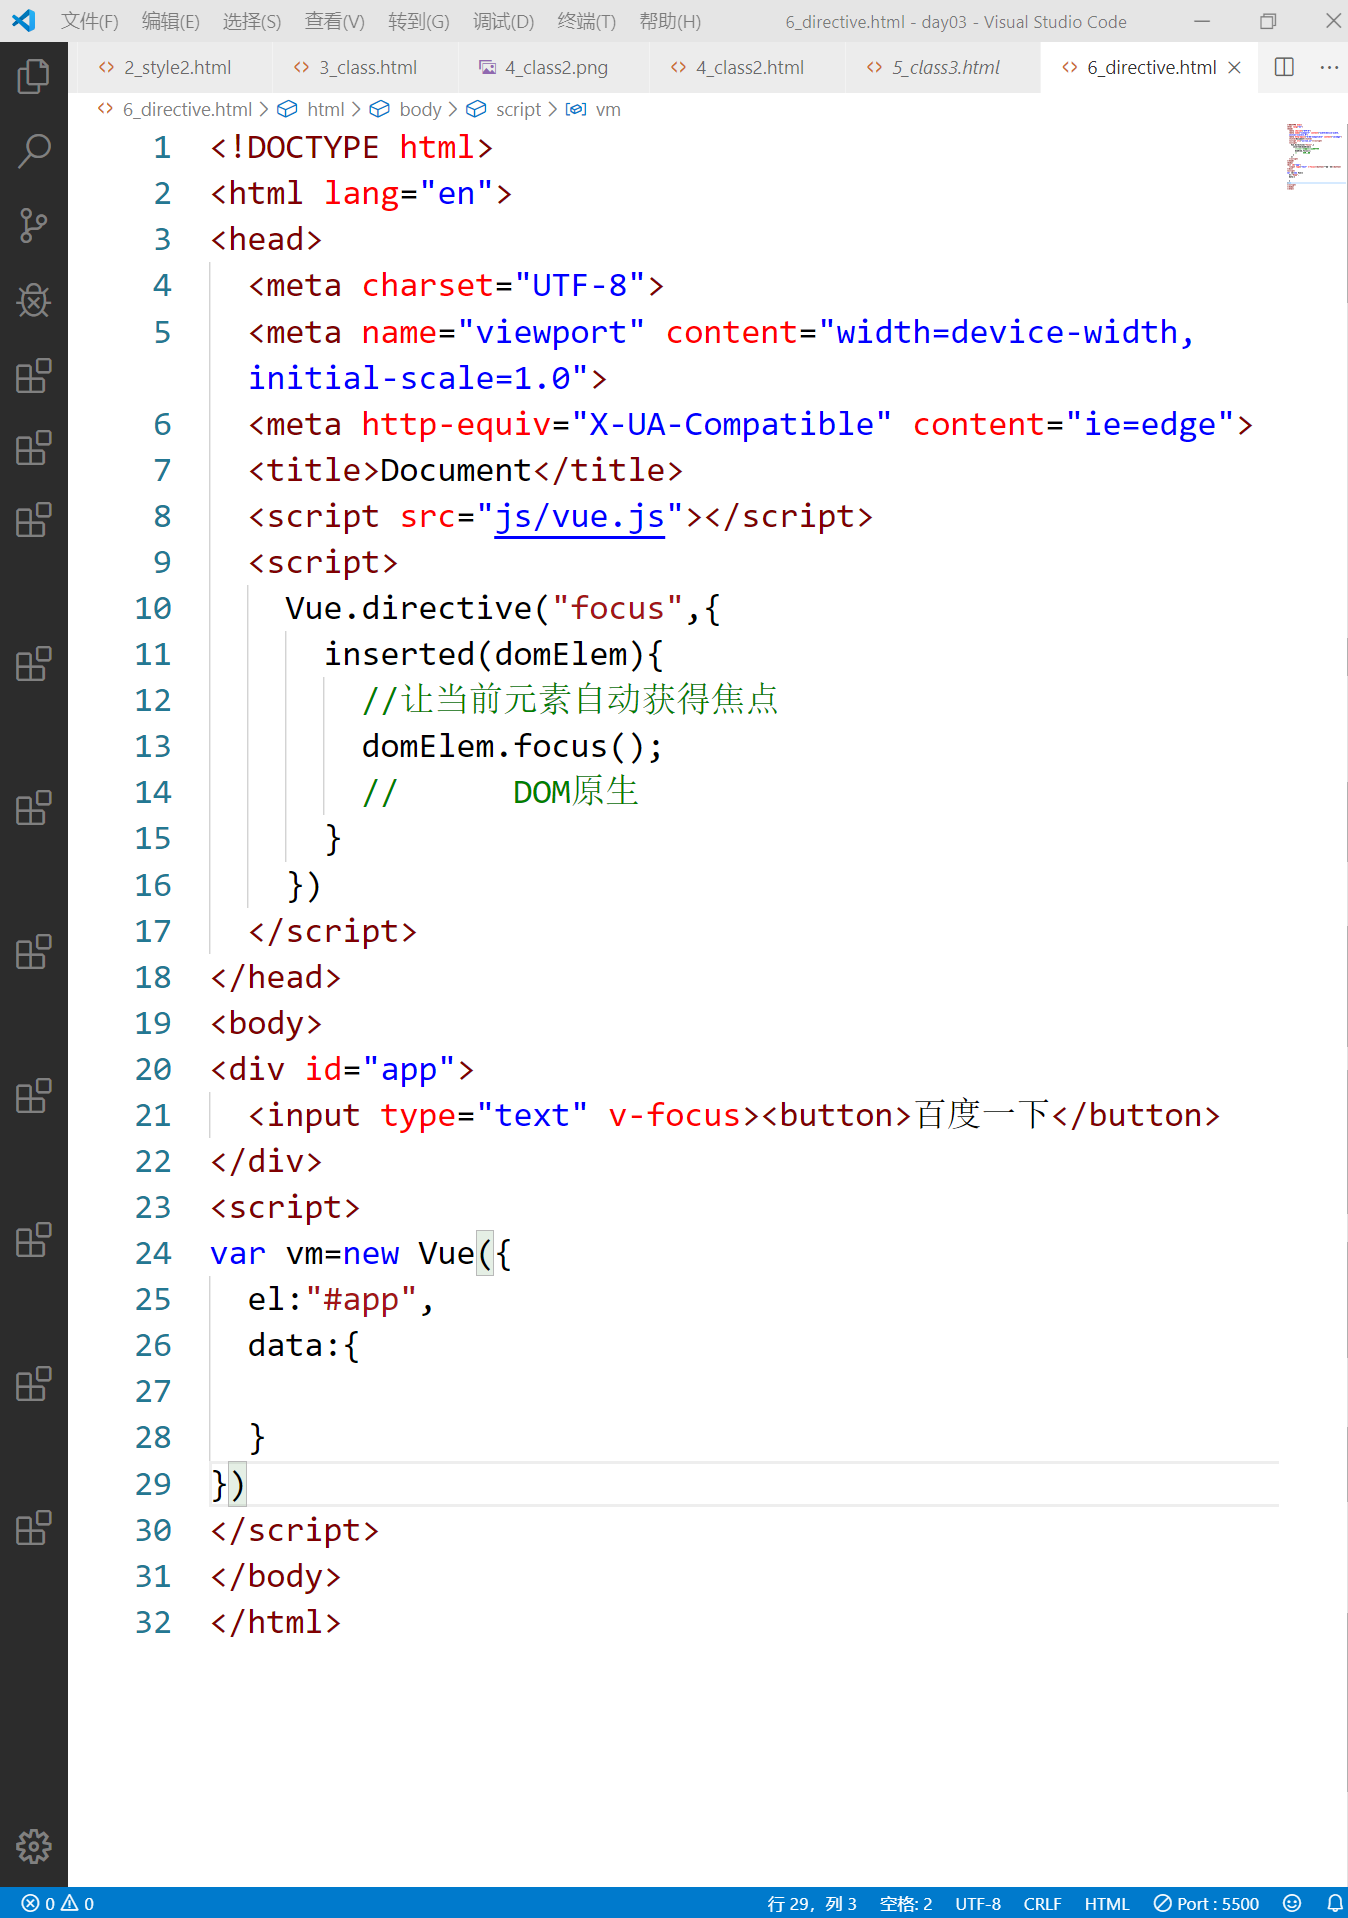 文件(F) 编辑(E) 选择(S) 查看(V) 转到(G) 调试(D) 终端(T) 帮助(H) 6_directive.html - day03 - Visual Studio Code
2_style2.html 3_class.html 4_class2.png 4_class2.html 5_class3.html 6_directive.html
6_directive.html > html > body > script > vm
1 <!DOCTYPE html>
2 <html lang="en">
3 <head>
4 <meta charset="UTF-8">
5 <meta name="viewport" content="width=device-width,
initial-scale=1.0">
6 <meta http-equiv="X-UA-Compatible" content="ie=edge">
7 <title>Document</title>
8 <script src="js/vue.js"></script>
9 <script>
10 Vue.directive("focus",{
11 inserted(domElem){
12 //让当前元素自动获得焦点
13 domElem.focus();
14 // DOM原生
15 }
16 })
17 </script>
18 </head>
19 <body>
20 <div id="app">
21 <input type="text" v-focus><button>百度一下</button>
22 </div>
23 <script>
24 var vm=new Vue({
25 el:"#app",
26 data:{
27
28 }
29 })
30 </script>
31 </body>
32 </html>
0 0 行 29，列 3 空格: 2 UTF-8 CRLF HTML Port : 5500